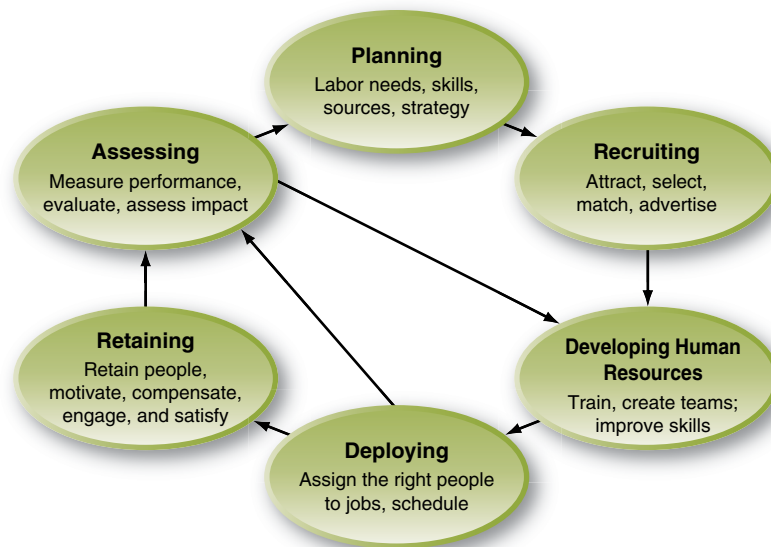 Planning
Labor needs, skills,
sources, strategy
Assessing
Measure performance,
evaluate, assess impact
Recruiting
Attract, select,
match, advertise
Retaining
Retain people,
motivate, compensate,
engage, and satisfy
Developing Human
Resources
Train, create teams;
improve skills
Deploying
Assign the right people
to jobs, schedule